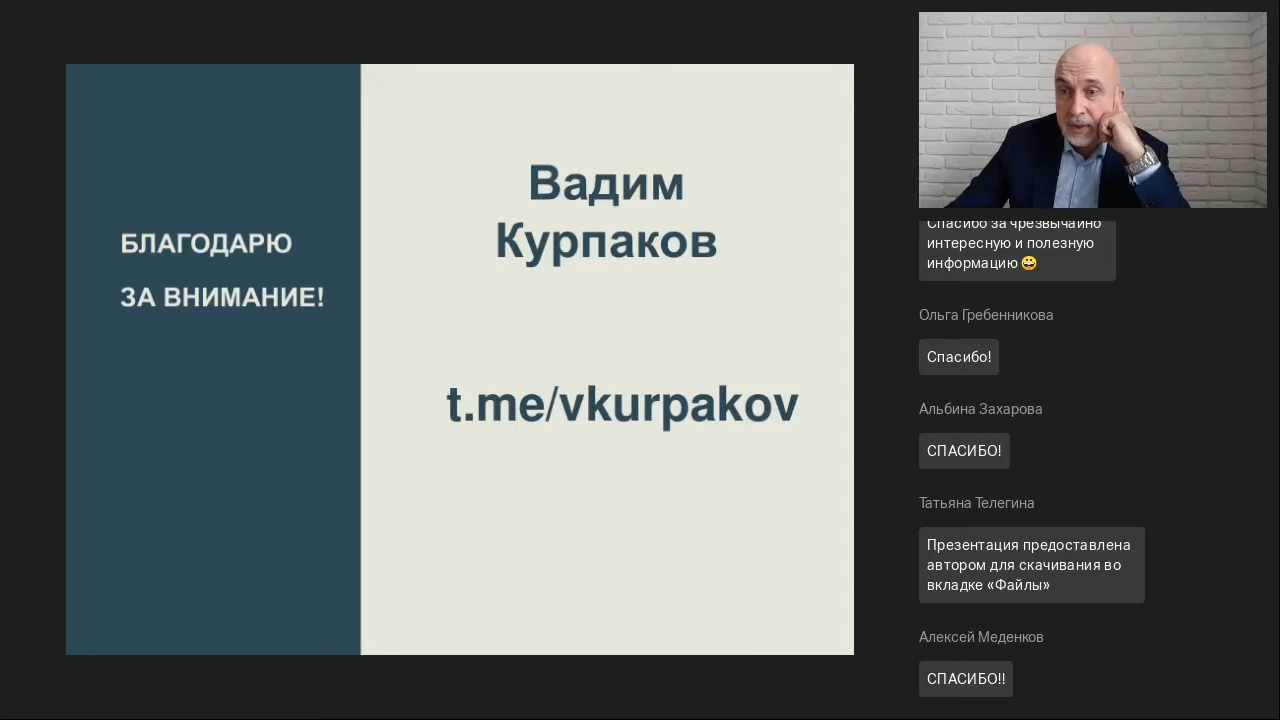 БЛАГОДАРЮ
ЗА ВНИМАНИЕ!
Вадим
Курпаков
t.me/vkurpakov
Спасибо за чрезвычайно
интересную и полезную
информацию 😀
Ольга Гребенникова
Спасибо!
Альбина Захарова
СПАСИБО!
Татьяна Телегина
Презентация предоставлена
автором для скачивания во
вкладке «Файлы»
Алексей Меденков
СПАСИБО!!